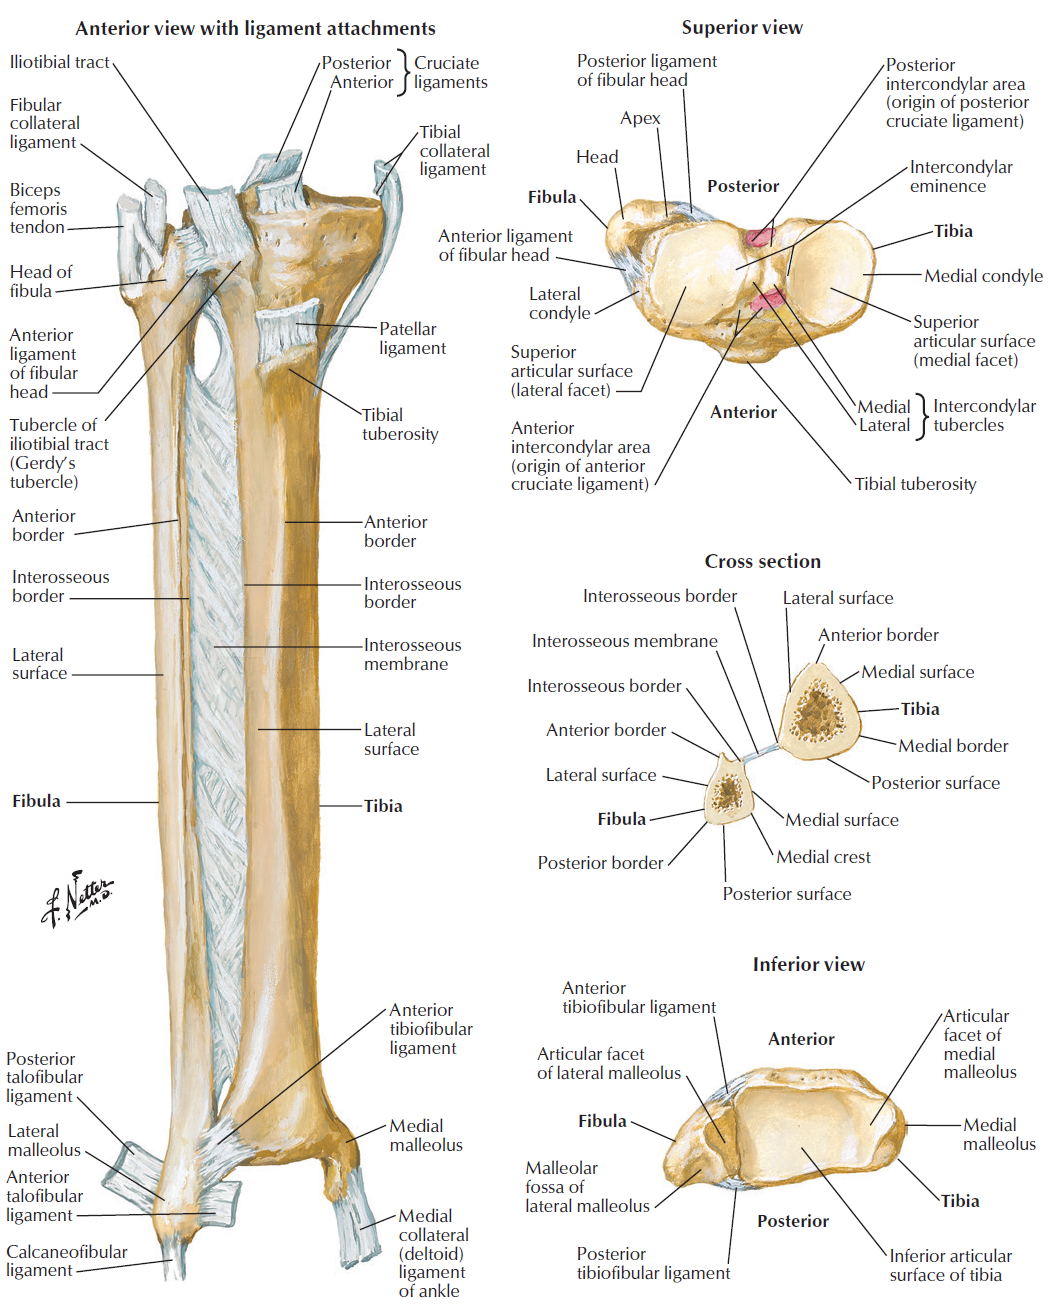 Anterior view with ligament attachments
Iliotibial tract
Posterior
Anterior
Cruciate
ligaments
Fibular
collateral
ligament
Tibial
collateral
ligament
Biceps
femoris
tendon
Head of
fibula
Anterior
ligament
of fibular
head
Patellar
ligament
Tibial
tuberosity
Tubercle of
iliotibial tract
(Gerdy's
tubercle)
Anterior
border
Anterior
border
Interosseous
border
Interosseous
border
Interosseous
membrane
Lateral
surface
Lateral
surface
Fibula
Tibia
F. Netter
M.D.
Anterior
tibiofibular
ligament
Posterior
talofibular
ligament
Lateral
malleolus
Medial
malleolus
Anterior
talofibular
ligament
Calcaneofibular
ligament
Medial
collateral
(deltoid)
ligament
of ankle
Superior view
Posterior ligament
of fibular head
Apex
Head
Fibula
Posterior
Posterior
intercondylar area
(origin of posterior
cruciate ligament)
Intercondylar
eminence
Tibia
Anterior ligament
of fibular head
Medial condyle
Lateral
condyle
Superior
articular surface
(medial facet)
Superior
articular surface
(lateral facet)
Anterior
Medial
Lateral
Intercondylar
tubercles
Anterior
intercondylar area
(origin of anterior
cruciate ligament)
Tibial tuberosity
Cross section
Interosseous border
Lateral surface
Interosseous membrane
Anterior border
Medial surface
Interosseous border
Tibia
Anterior border
Medial border
Lateral surface
Posterior surface
Fibula
Medial surface
Posterior border
Medial crest
Posterior surface
Inferior view
Anterior
tibiofibular ligament
Anterior
Articular
facet of
medial
malleolus
Articular facet
of lateral malleolus
Fibula
Medial
malleolus
Malleolar
fossa of
lateral malleolus
Tibia
Posterior
Posterior
tibiofibular ligament
Inferior articular
surface of tibia